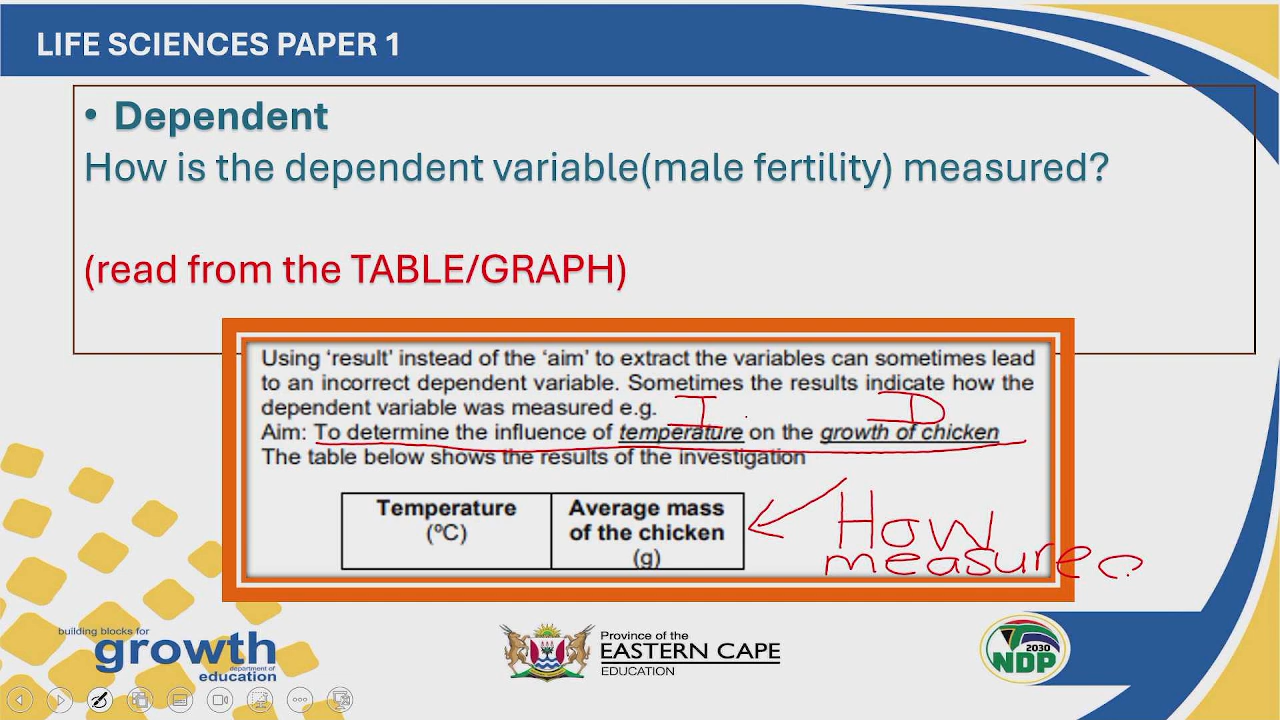 LIFE SCIENCES PAPER 1
• Dependent
How is the dependent variable(male fertility) measured?
(read from the TABLE/GRAPH)
Using ‘result’ instead of the ‘aim’ to extract the variables can sometimes lead
to an incorrect dependent variable. Sometimes the results indicate how the
dependent variable was measured e.g.
I D
Aim: To determine the influence of temperature on the growth of chicken
The table below shows the results of the investigation
Temperature
(ºC)
Average mass
of the chicken
(g)
How
measured
building blocks for
growth
department of
education
Province of the
EASTERN CAPE
EDUCATION
2030
NDP